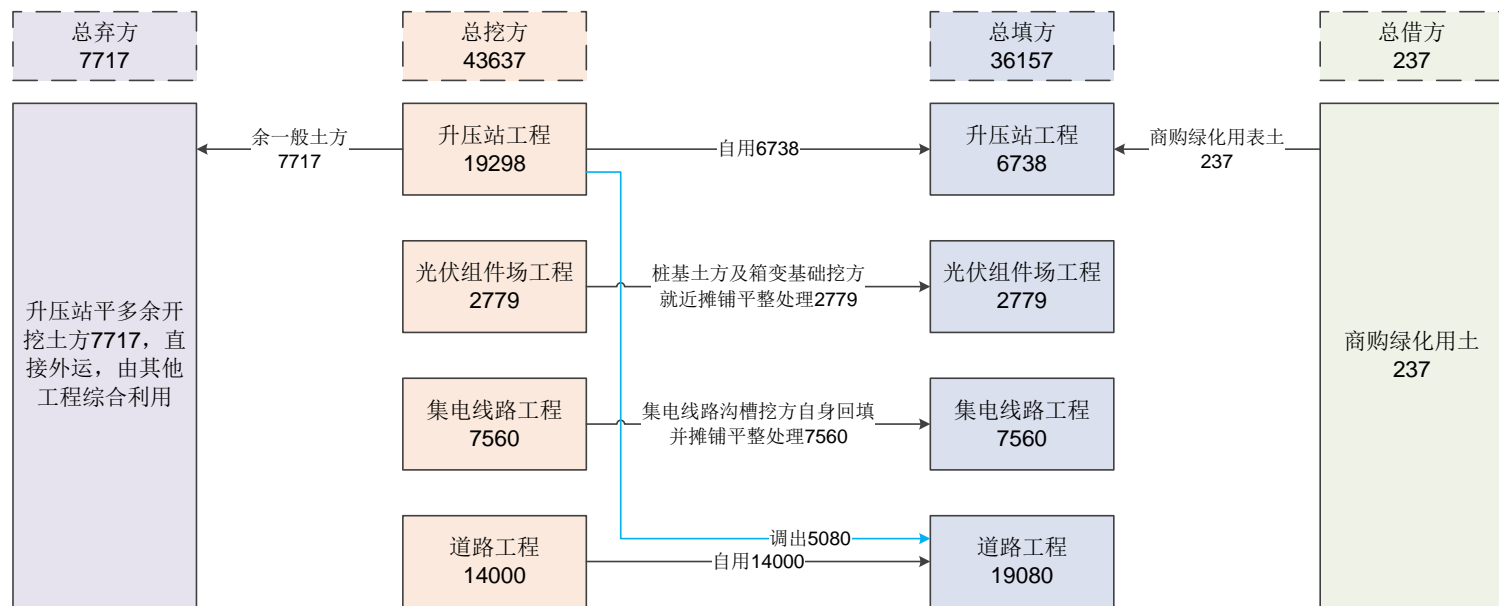 总弃方
7717
总挖方
43637
总填方
36157
总借方
237
升压站平多余开
挖土方7717，直
接外运，由其他
工程综合利用
余一般土方
7717
升压站工程
19298
自用6738
升压站工程
6738
商购绿化用表土
237
商购绿化用土
237
光伏组件场工程
2779
桩基土方及箱变基础挖方
就近摊铺平整处理2779
光伏组件场工程
2779
集电线路工程
7560
集电线路沟槽挖方自身回填
并摊铺平整处理7560
集电线路工程
7560
道路工程
14000
调出5080
自用14000
道路工程
19080